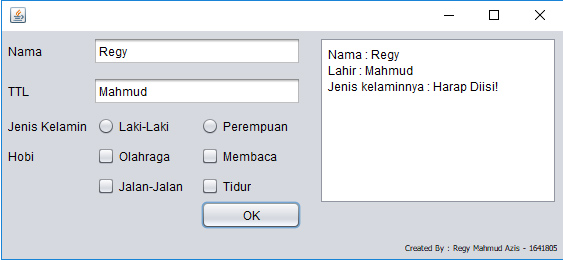 Nama Regy
TTL Mahmud
Jenis Kelamin Laki-Laki Perempuan
Hobi Olahraga Membaca
Jalan-Jalan Tidur
OK
Nama : Regy
Lahir : Mahmud
Jenis kelaminnya : Harap Diisi!
Created By : Regy Mahmud Azis - 1641805